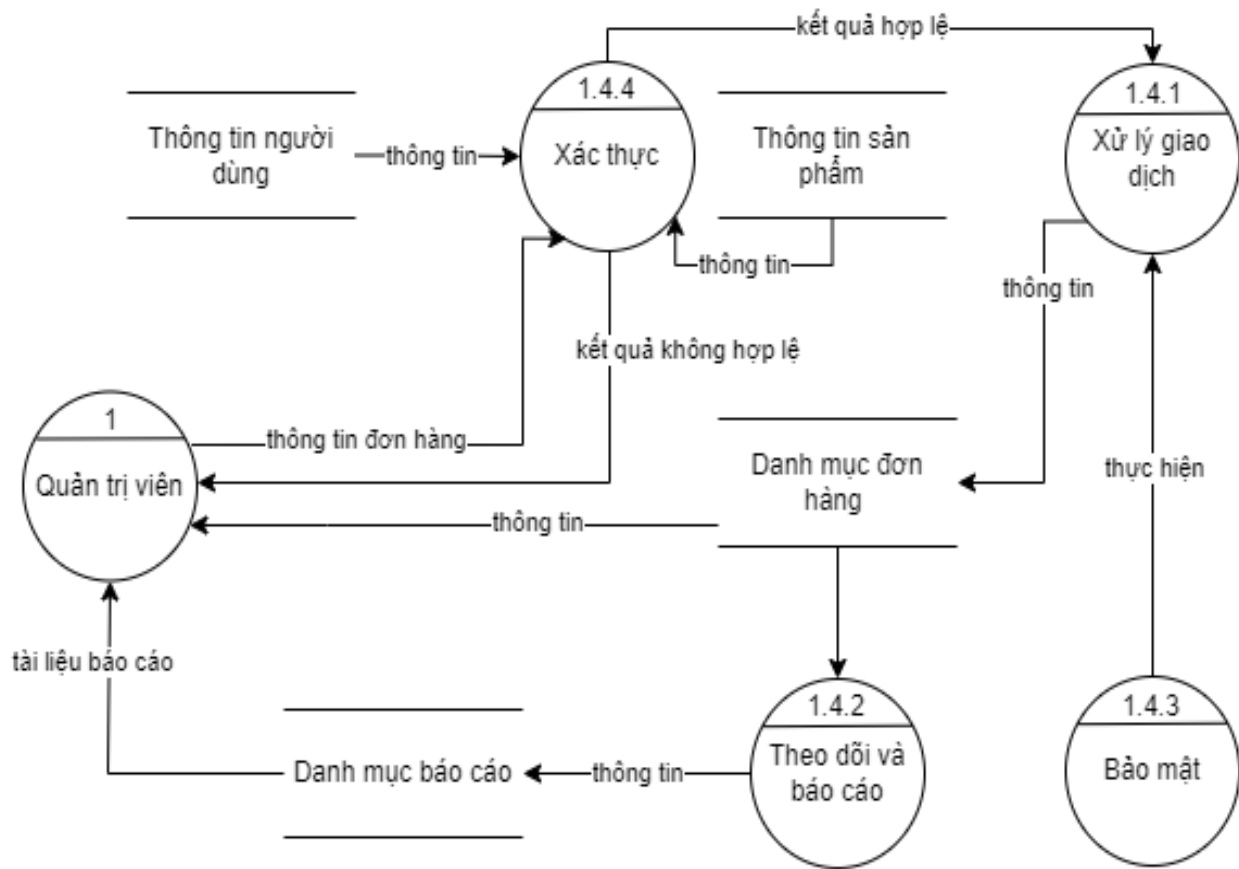 kết quả hợp lệ
1.4.4
Xác thực
Thông tin người
dùng
thông tin
Thông tin sản
phẩm
thông tin
1.4.1
Xử lý giao
dịch
thông tin
kết quả không hợp lệ
1
Quản trị viên
thông tin đơn hàng
Danh mục đơn
hàng
thông tin
thực hiện
tài liệu báo cáo
Danh mục báo cáo
thông tin
1.4.2
Theo dõi và
báo cáo
1.4.3
Bảo mật